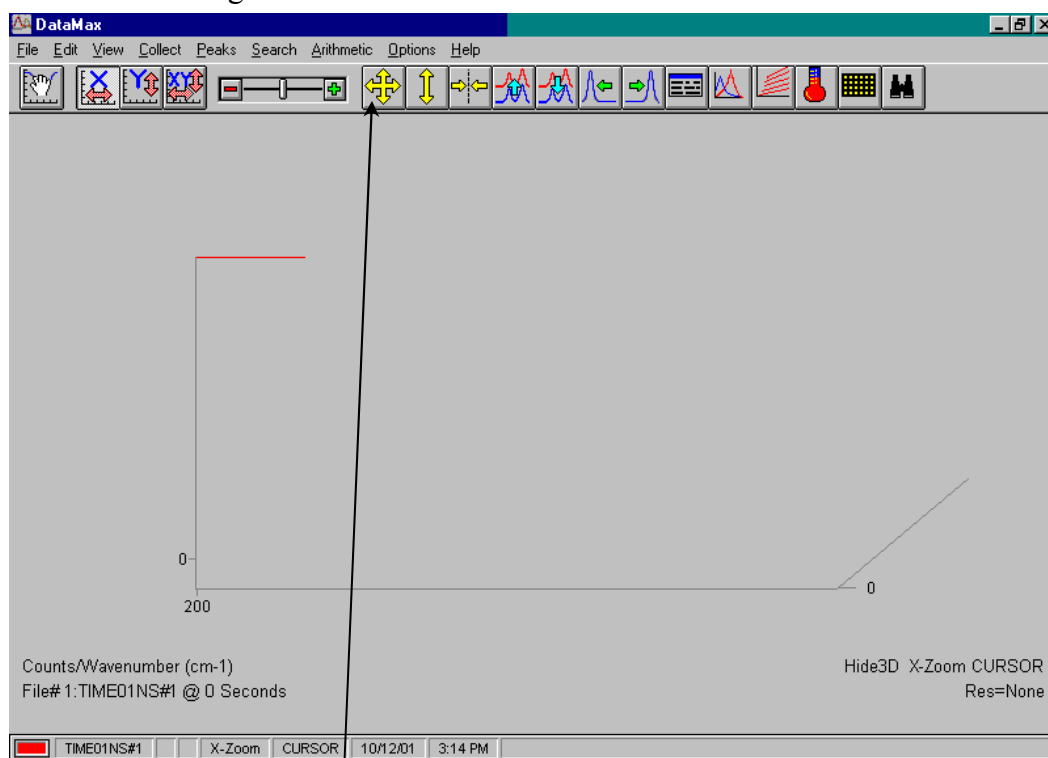 DataMax
File Edit View Collect Peaks Search Arithmetic Options Help
X Y XY
0
0
200
Counts/Wavenumber (cm-1) Hide3D X-Zoom CURSOR
File# 1:TIME01NS#1 @ 0 Seconds Res=None
TIME01NS#1 X-Zoom CURSOR 10/12/01 3:14 PM